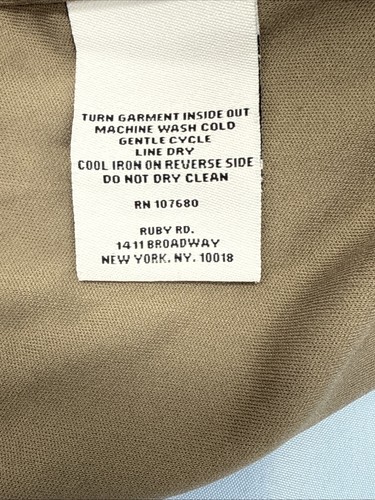 TURN GARMENT INSIDE OUT
MACHINE WASH COLD
GENTLE CYCLE
LINE DRY
COOL IRON ON REVERSE SIDE
DO NOT DRY CLEAN
RN 107680
RUBY RD.
1411 BROADWAY
NEW YORK. NY. 10018